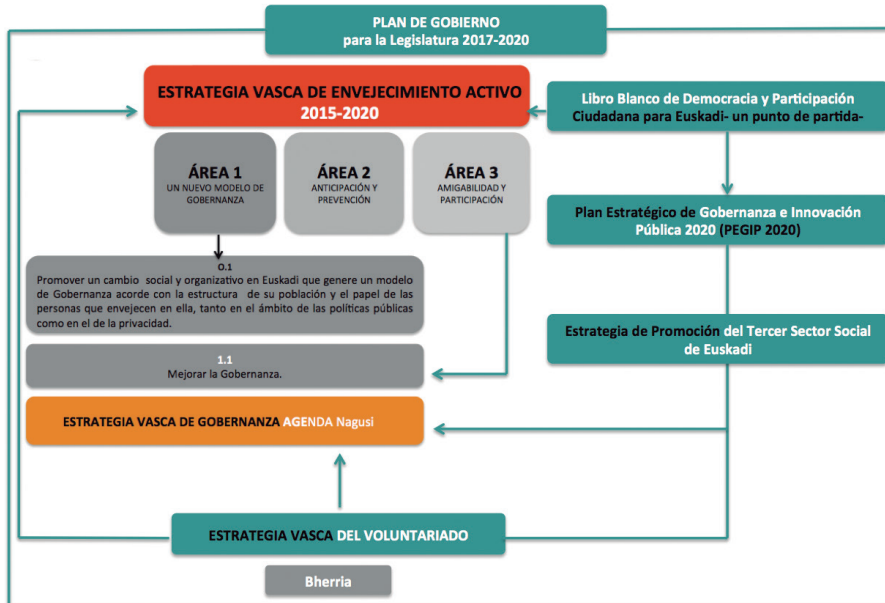 PLAN DE GOBIERNO
para la Legislatura 2017-2020
ESTRATEGIA VASCA DE ENVEJECIMIENTO ACTIVO
2015-2020
Libro Blanco de Democracia y Participación
Ciudadana para Euskadi- un punto de partida-
ÁREA 1
UN NUEVO MODELO DE
GOBERNANZA
ÁREA 2
ANTICIPACIÓN Y
PREVENCIÓN
ÁREA 3
AMIGABILIDAD Y
PARTICIPACIÓN
Plan Estratégico de Gobernanza e Innovación
Pública 2020 (PEGIP 2020)
O.1
Promover un cambio social y organizativo en Euskadi que genere un modelo
de Gobernanza acorde con la estructura de su población y el papel de las
personas que envejecen en ella, tanto en el ámbito de las políticas públicas
como en el de la privacidad.
Estrategia de Promoción del Tercer Sector Social
de Euskadi
1.1
Mejorar la Gobernanza.
ESTRATEGIA VASCA DE GOBERNANZA AGENDA Nagusi
ESTRATEGIA VASCA DEL VOLUNTARIADO
Bherria